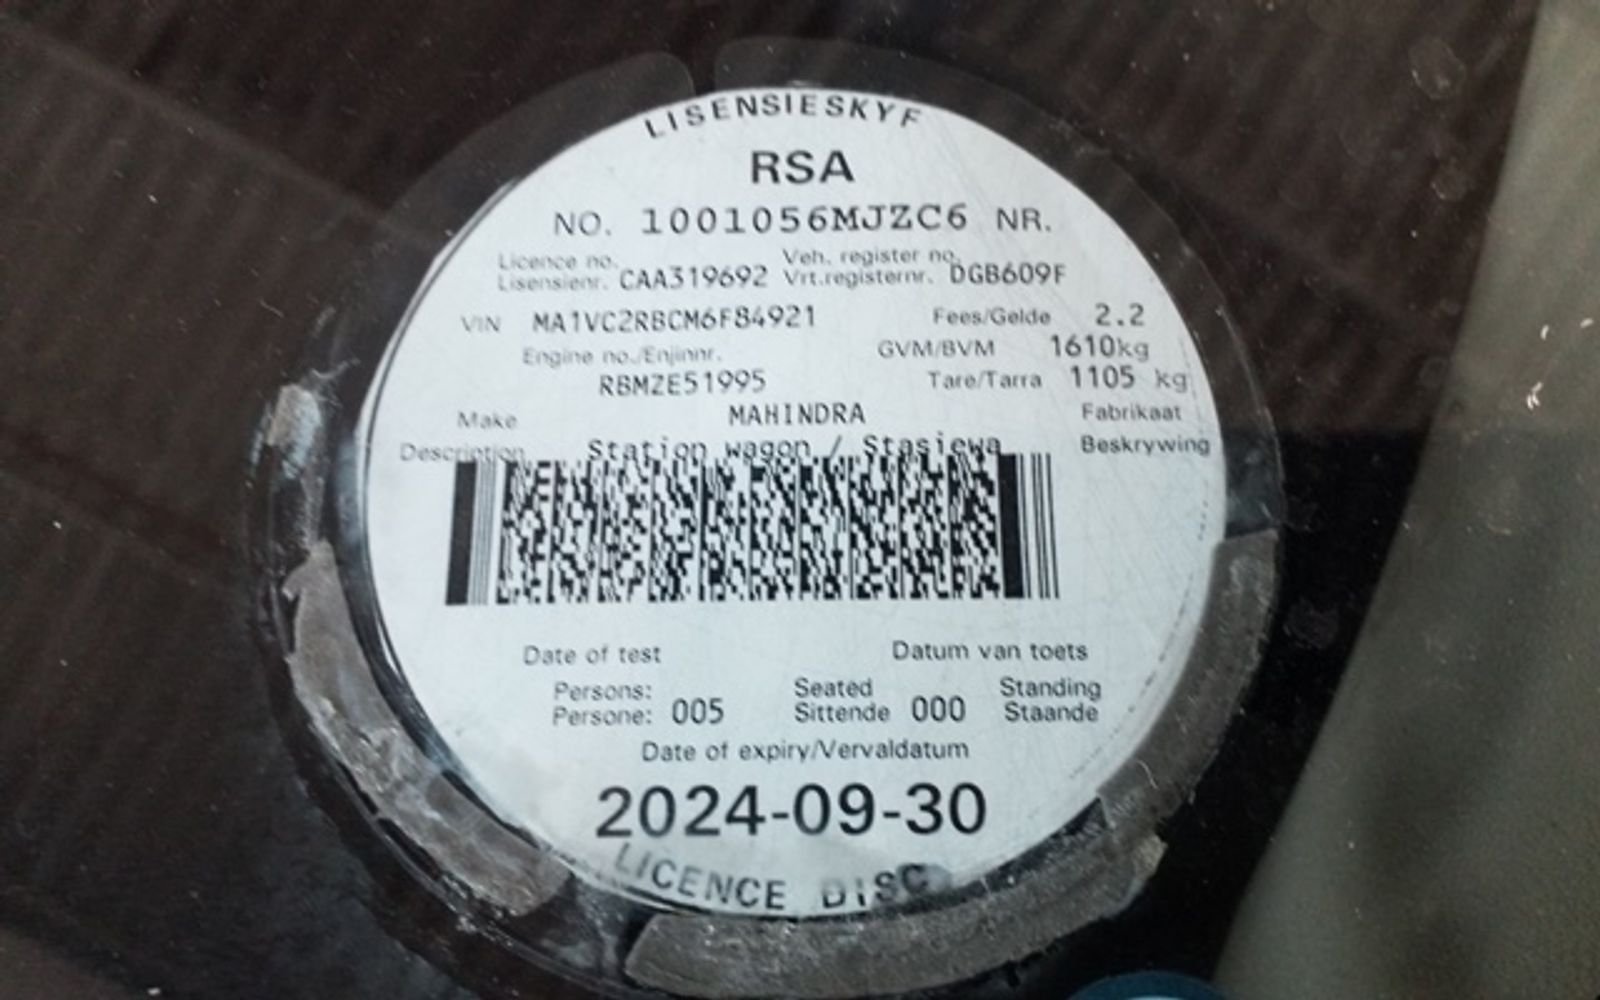 LISENSIESKYF
RSA
NO. 1001056MJZC6 NR.
Licence no. Veh. register no.
Lisensienr. CAA319692 Vrt.registernr. DGB609F
VIN MA1VC2RBCM6F84921 Fees/Gelde 2.2
Engine no./Enjinnr. GVM/BVM 1610kg
RBMZE51995 Tare/Tarra 1105 kg
Make MAHINDRA Fabrikaat
Description Station wagon / Stasiewa Beskrywing
Date of test Datum van toets
Persons: Seated Standing
Persone: 005 Sittende 000 Staande
Date of expiry/Vervaldatum
2024-09-30
LICENCE DISC